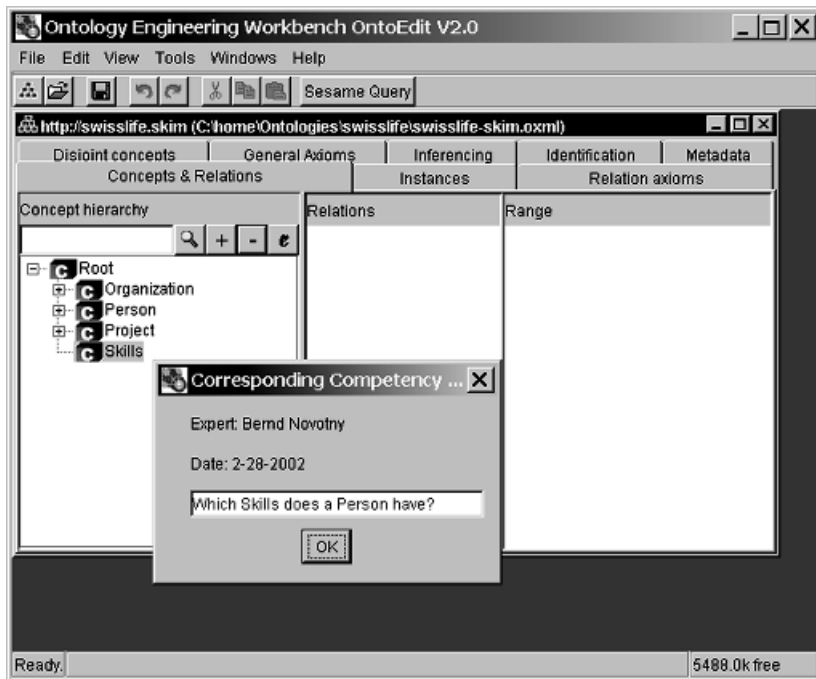 Ontology Engineering Workbench OntoEdit V2.0
File Edit View Tools Windows Help
Sesame Query
http://swisslife.skim (C:\home\Ontologies\swisslife\swisslife-skim.oxml)
Disjoint concepts General Axioms Inferencing Identification Metadata
Concepts & Relations Instances Relation axioms
Concept hierarchy Relations Range
Root
Organization
Person
Project
Skills
Corresponding Competency ...
Expert: Bernd Novotny
Date: 2-28-2002
Which Skills does a Person have?
OK
Ready. 5488.0k free